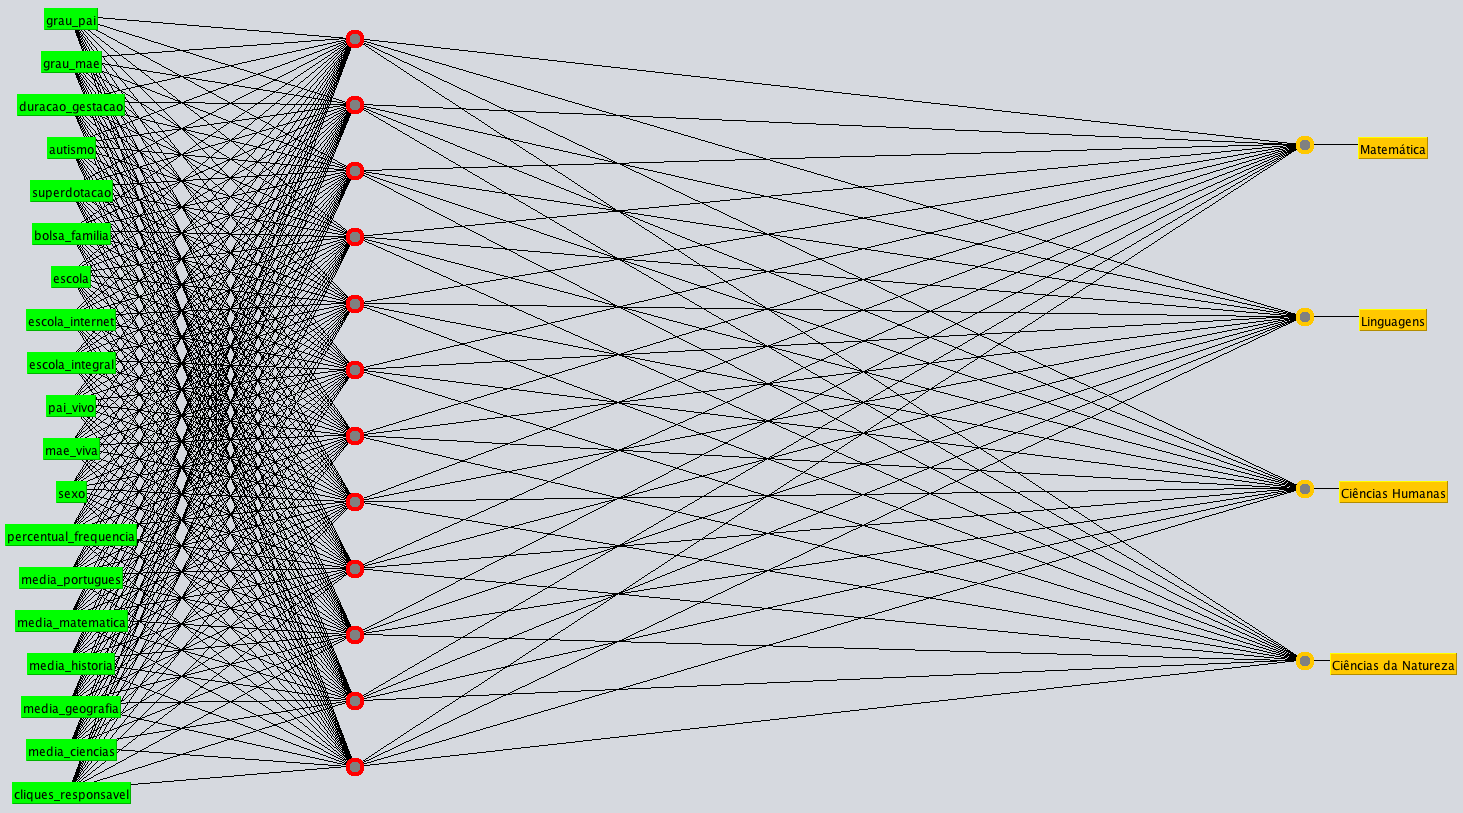 grau_pai
grau_mae
duracao_gestacao
autismo
superdotacao
bolsa_familia
escola
escola_internet
escola_integral
pai_vivo
mae_viva
sexo
percentual_frequencia
media_portugues
media_matematica
media_historia
media_geografia
media_ciencias
cliques_responsavel
Matemática
Linguagens
Ciências Humanas
Ciências da Natureza